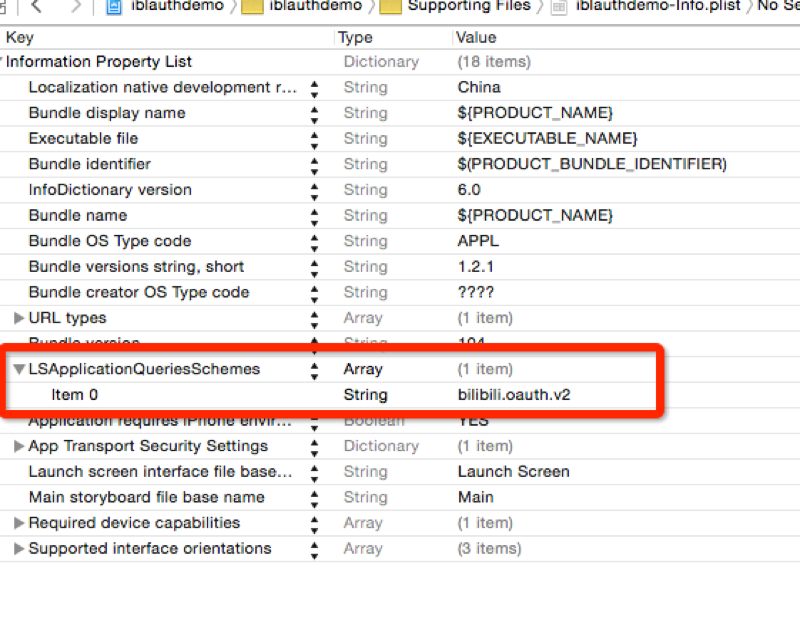 iblauthdemo iblauthdemo Supporting Files iblauthdemo-Info.plist No Se
Key Type Value
Information Property List Dictionary (18 items)
Localization native development r... String China
Bundle display name String ${PRODUCT_NAME}
Executable file String ${EXECUTABLE_NAME}
Bundle identifier String $(PRODUCT_BUNDLE_IDENTIFIER)
InfoDictionary version String 6.0
Bundle name String ${PRODUCT_NAME}
Bundle OS Type code String APPL
Bundle versions string, short String 1.2.1
Bundle creator OS Type code String ????
URL types Array (1 item)
Bundle version String 104
LSApplicationQueriesSchemes Array (1 item)
Item 0 String bilibili.oauth.v2
Application requires iPhone envir... Boolean YES
App Transport Security Settings Dictionary (1 item)
Launch screen interface file base... String Launch Screen
Main storyboard file base name String Main
Required device capabilities Array (1 item)
Supported interface orientations Array (3 items)